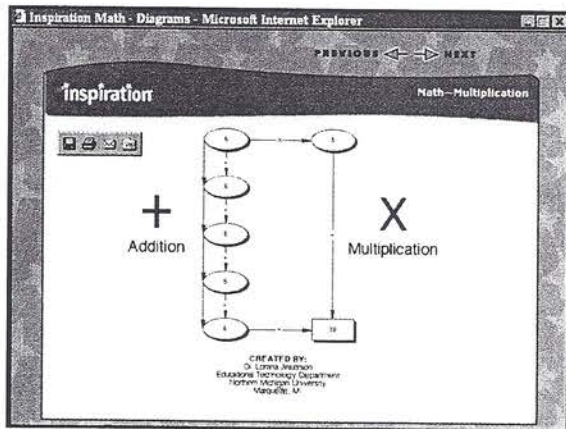 Inspiration Math - Diagrams - Microsoft Internet Explorer
PREVIOUS NEXT
inspiration
Math—Multiplication
+
Addition
X
Multiplication
CREATED BY:
Educational Technology Department
Northern Michigan University
Marquette, MI